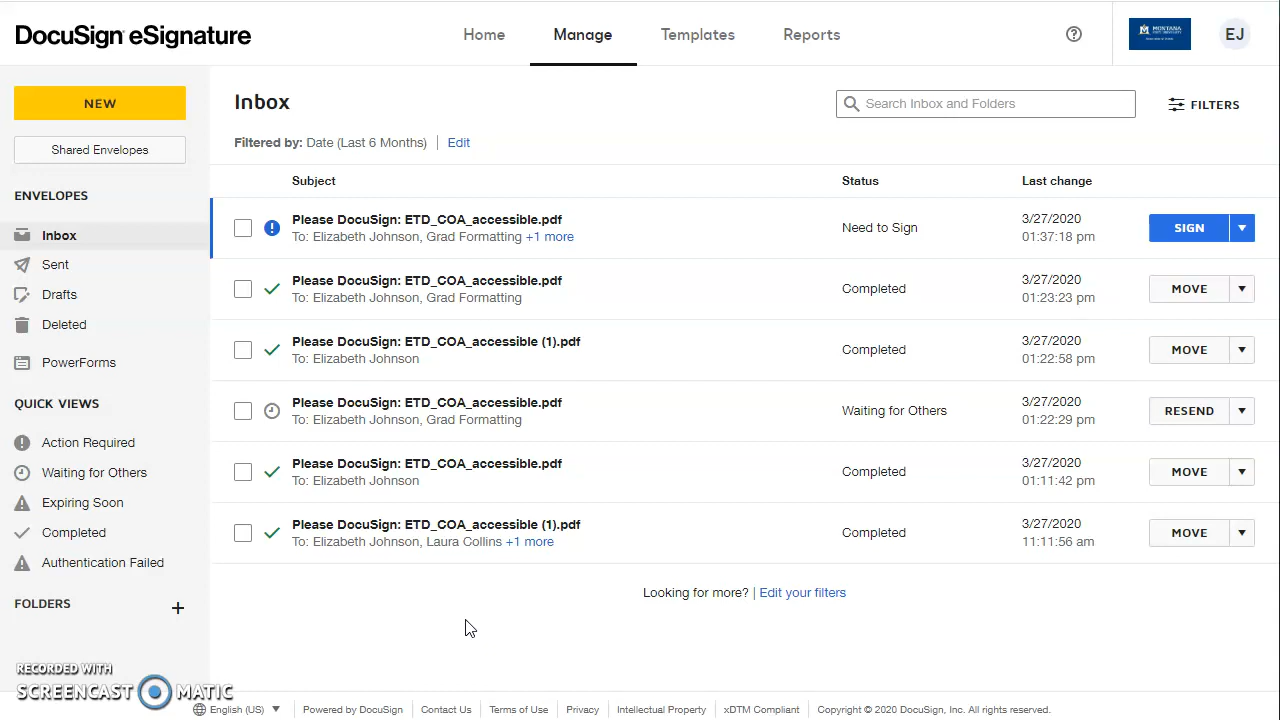 DocuSign eSignature
Home
Manage
Templates
Reports
MONTANA
EJ
NEW
Shared Envelopes
ENVELOPES
Inbox
Sent
Drafts
Deleted
PowerForms
QUICK VIEWS
Action Required
Waiting for Others
Expiring Soon
Completed
Authentication Failed
FOLDERS
Inbox
Search Inbox and Folders
FILTERS
Filtered by: Date (Last 6 Months) | Edit
Subject
Status
Last change
Please DocuSign: ETD_COA_accessible.pdf
To: Elizabeth Johnson, Grad Formatting +1 more
Need to Sign
3/27/2020
01:37:18 pm
SIGN
Please DocuSign: ETD_COA_accessible.pdf
To: Elizabeth Johnson, Grad Formatting
Completed
3/27/2020
01:23:23 pm
MOVE
Please DocuSign: ETD_COA_accessible (1).pdf
To: Elizabeth Johnson
Completed
3/27/2020
01:22:58 pm
MOVE
Please DocuSign: ETD_COA_accessible.pdf
To: Elizabeth Johnson, Grad Formatting
Waiting for Others
3/27/2020
01:22:29 pm
RESEND
Please DocuSign: ETD_COA_accessible.pdf
To: Elizabeth Johnson
Completed
3/27/2020
01:11:42 pm
MOVE
Please DocuSign: ETD_COA_accessible (1).pdf
To: Elizabeth Johnson, Laura Collins +1 more
Completed
3/27/2020
11:11:56 am
MOVE
Looking for more? | Edit your filters
RECORDED WITH
SCREENCAST MATIC
English (US)
Powered by DocuSign
Contact Us
Terms of Use
Privacy
Intellectual Property
xDTM Compliant
Copyright © 2020 DocuSign, Inc. All rights reserved.